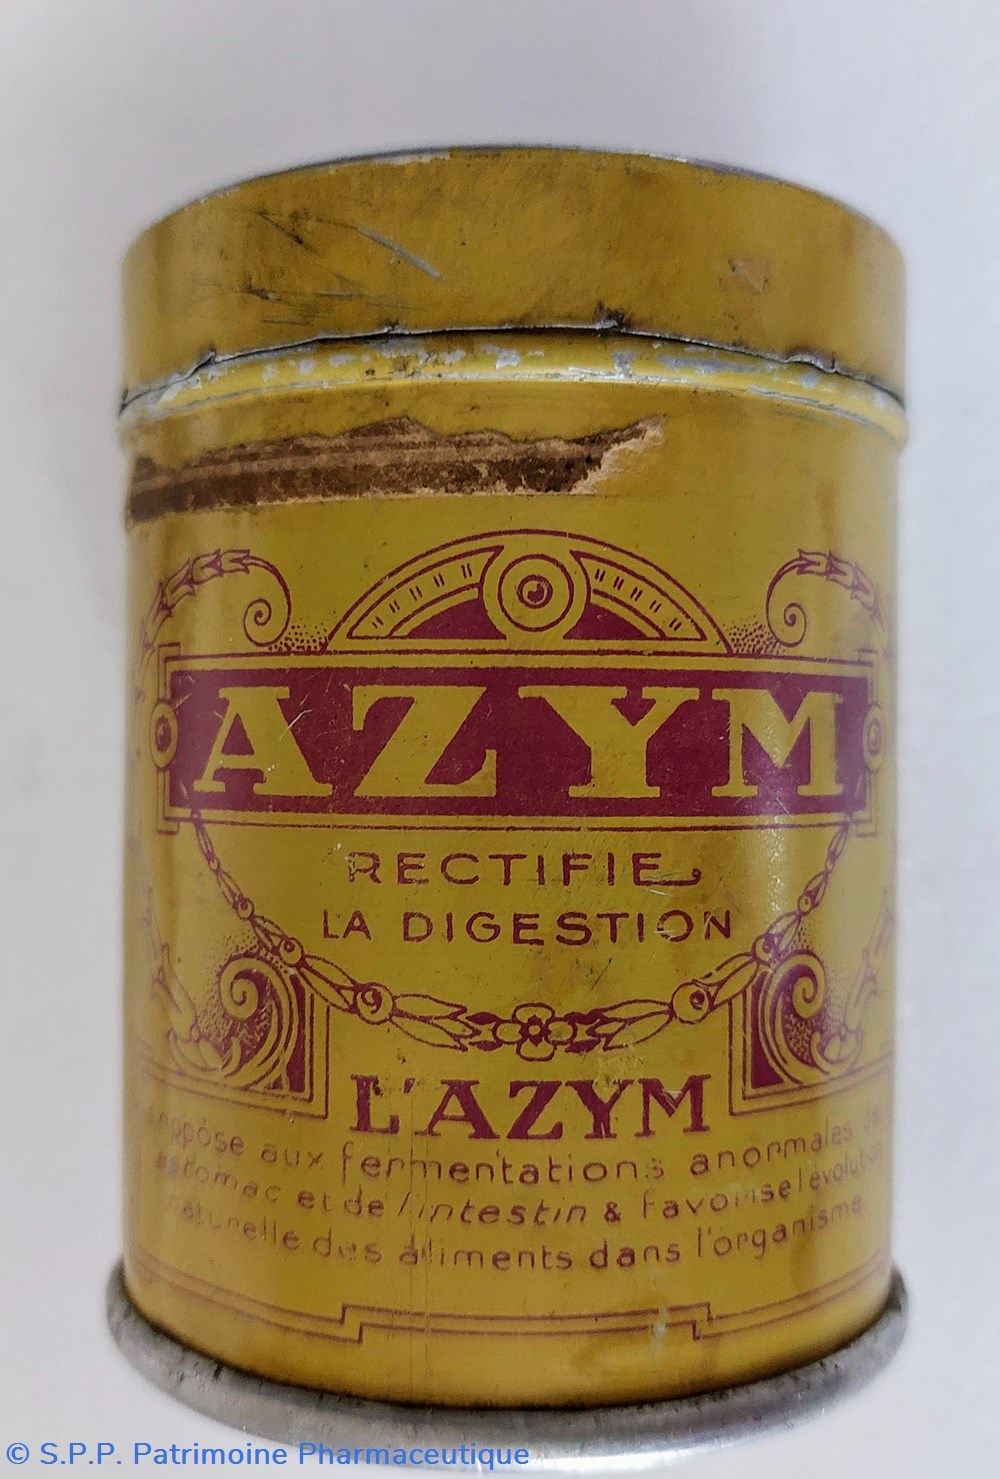 AZYM
RECTIFIE
LA DIGESTION
L'AZYM
oppose aux fermentations anormales de
estomac et de l'intestin & favorise l'évolution
naturelle des aliments dans l'organisme
© S.P.P. Patrimoine Pharmaceutique